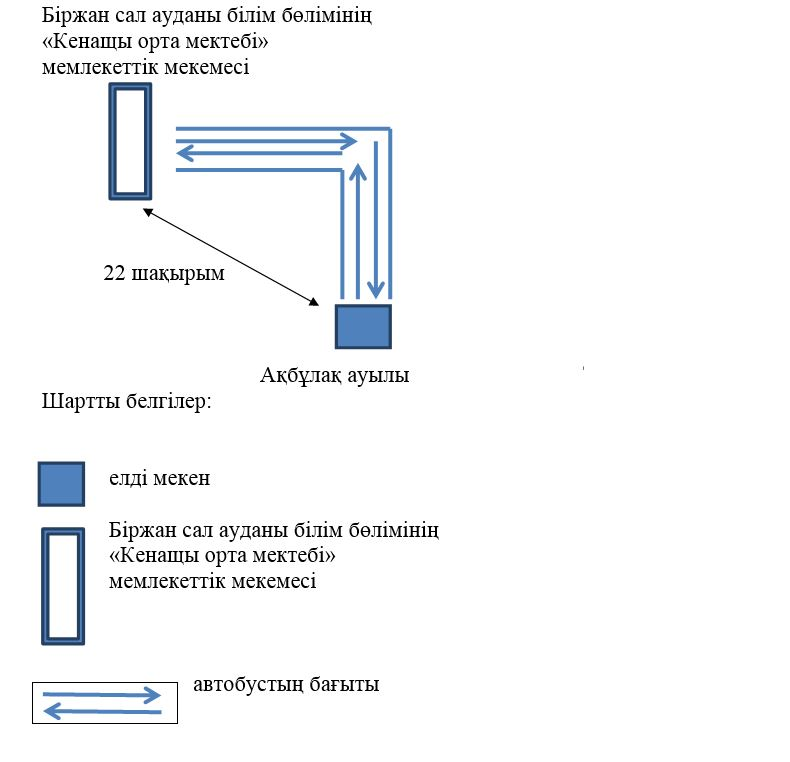 Біржан сал ауданы білім бөлімінің
«Кенащы орта мектебі»
мемлекеттік мекемесі
22 шақырым
Ақбұлақ ауылы
Шартты белгілер:
елді мекен
Біржан сал ауданы білім бөлімінің
«Кенащы орта мектебі»
мемлекеттік мекемесі
автобустың бағыты